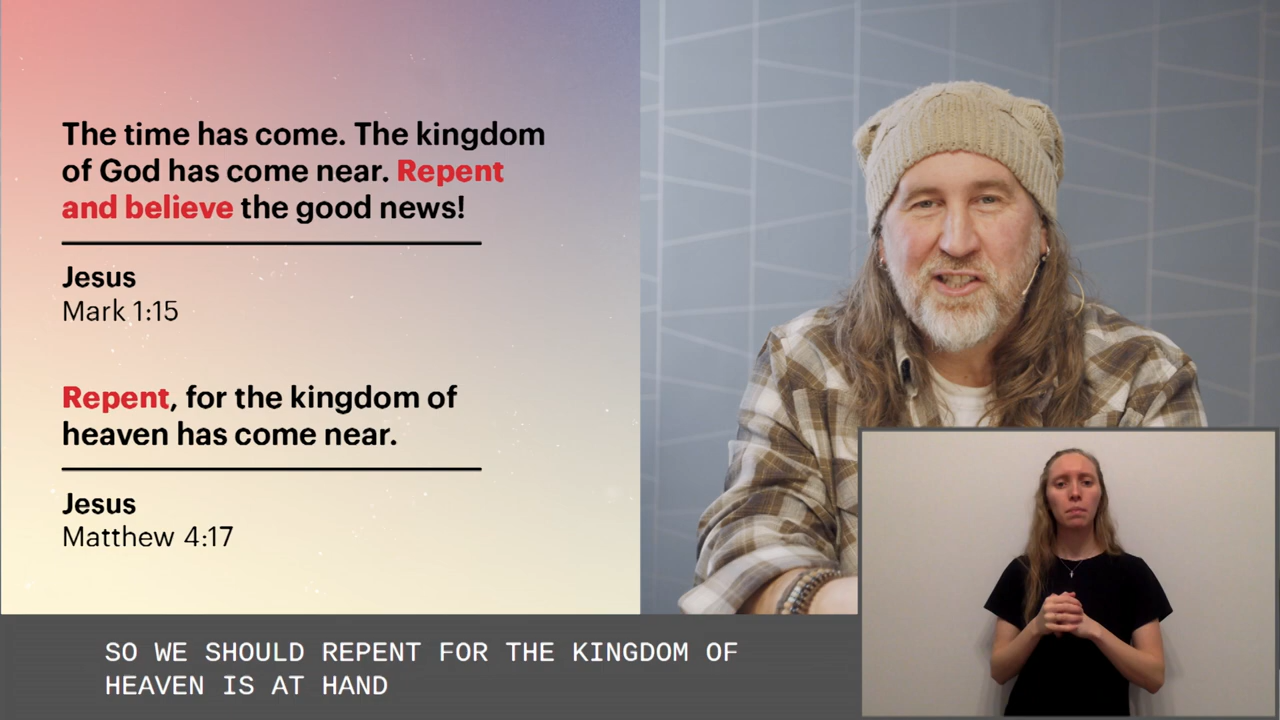 The time has come. The kingdom
of God has come near. Repent
and believe the good news!
Jesus
Mark 1:15
Repent, for the kingdom of
heaven has come near.
Jesus
Matthew 4:17
SO WE SHOULD REPENT FOR THE KINGDOM OF
HEAVEN IS AT HAND